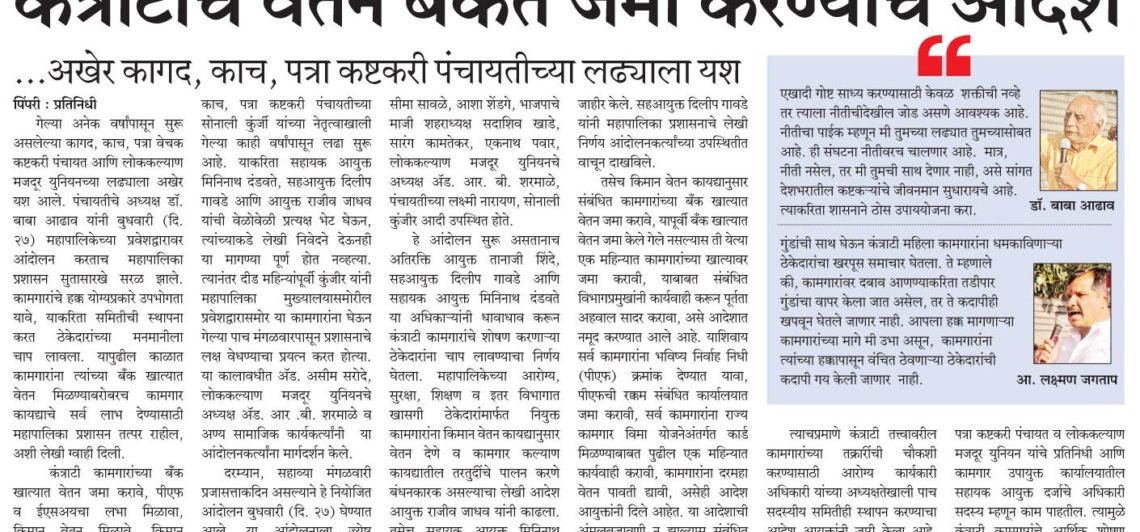 कंत्राटांचे वेतन बँकेत जमा करण्याचे आदेश
...अखेर कागद, काच, पत्रा कष्टकरी पंचायतीच्या लढ्याला यश
पिंपरी : प्रतिनिधी
गेल्या अनेक वर्षांपासून सुरू
असलेल्या कागद, काच, पत्रा वेचक
कष्टकरी पंचायत आणि लोककल्याण
मजदूर युनियनच्या लढ्याला अखेर
यश आले. पंचायतीचे अध्यक्ष डॉ.
बाबा आढाव यांनी बुधवारी (दि.
२७) महापालिकेच्या प्रवेशद्वारावर
आंदोलन करताच महापालिका
प्रशासन सुतासारखे सरळ झाले.
कामगारांचे हक्क योग्यप्रकारे उपभोगता
यावे, याकरिता समितीची स्थापना
करत ठेकेदारांच्या मनमानीला
चाप लावला. यापुढील काळात
कामगारांना त्यांच्या बँक खात्यात
वेतन मिळण्याबरोबरच कामगार
कायद्याचे सर्व लाभ देण्यासाठी
महापालिका प्रशासन तत्पर राहील,
अशी लेखी ग्वाही दिली.
कंत्राटी कामगारांच्या बँक
खात्यात वेतन जमा करावे, पीएफ
व ईएसअयचा लभा मिळावा,
किमान वेतन मिळावे, किमान
काच, पत्रा कष्टकरी पंचायतीच्या
सोनाली कुंर्जी यांच्या नेतृत्वाखाली
गेल्या काही वर्षांपासून लढा सुरू
आहे. याकरिता सहायक आयुक्त
मिनिनाथ दंडवते, सहआयुक्त दिलीप
गावडे आणि आयुक्त राजीव जाधव
यांची वेळोवेळी प्रत्यक्ष भेट घेऊन,
त्यांच्याकडे लेखी निवेदने देऊनही
या मागण्या पूर्ण होत नव्हत्या.
त्यानंतर दीड महिन्यांपूर्वी कुंजीर यांनी
महापालिका मुख्यालयासमोरील
प्रवेशद्वारासमोर या कामगारांना घेऊन
गेल्या पाच मंगळवारपासून प्रशासनाचे
लक्ष वेधण्याचा प्रयत्न करत होत्या.
या कालावधीत अ‍ॅड. असीम सरोदे,
लोककल्याण मजदूर युनियनचे
अध्यक्ष अ‍ॅड. आर .बी. शरमाळे व
अण्य सामाजिक कार्यकर्त्यांनी या
आंदोलनकर्त्यांना मार्गदर्शन केले.
दरम्यान, सहाव्या मंगळवारी
प्रजासत्ताकदिन असल्याने हे नियोजित
आंदोलन बुधवारी (दि. २७) घेण्यात
आले. या आंदोलनाला ज्येष्ठ
सीमा सावळे, आशा शेंडगे, भाजपाचे
माजी शहराध्यक्ष सदाशिव खाडे,
सारंग कामतेकर, एकनाथ पवार,
लोककल्याण मजदूर युनियनचे
अध्यक्ष अ‍ॅड. आर. बी. शरमाळे,
पंचायतीच्या लक्ष्मी नारायण, सोनाली
कुंजीर आदी उपस्थित होते.
हे आंदोलन सुरू असतानाच
अतिरक्ति आयुक्त तानाजी शिंदे,
सहआयुक्त दिलीप गावडे आणि
सहायक आयुक्त मिनिनाथ दंडवते
या अधिकाऱ्यांनी धावाधाव करून
कंत्राटी कामगारांचे शोषण करणाऱ्या
ठेकेदारांना चाप लावण्याचा निर्णय
घेतला. महापालिकेच्या आरोग्य,
सुरक्षा, शिक्षण व इतर विभागात
खासगी ठेकेदारांमार्फत नियुक्त
कामगारांना किमान वेतन कायद्यानुसार
वेतन देणे व कामगार कल्याण
कायद्यातील तरतुदींचे पालन करणे
बंधनकारक असल्याचा लेखी आदेश
आयुक्त राजीव जाधव यांनी काढला.
तसेच सहायक आयुक्त मिनिनाथ
जाहीर केले. सहआयुक्त दिलीप गावडे
यांनी महापालिका प्रशासनाचे लेखी
निर्णय आंदोलनकर्त्यांच्या उपस्थितीत
वाचून दाखविले.
तसेच किमान वेतन कायद्यानुसार
संबंधित कामगारांच्या बँक खात्यात
वेतन जमा करावे, यापूर्वी बँक खात्यात
वेतन जमा केले गेले नसल्यास ती येत्या
एक महिन्यात कामगारांच्या खात्यावर
जमा करावी, याबाबत संबंधित
विभागप्रमुखांनी कार्यवाही करून पूर्तता
अहवाल सादर करावा, असे आदेशात
नमूद करण्यात आले आहे. याशिवाय
सर्व कामगारांना भविष्य निर्वाह निधी
(पीएफ) क्रमांक देण्यात यावा,
पीएफची रक्कम संबंधित कार्यालयात
जमा करावी, सर्व कामगारांना राज्य
कामगार विमा योजनेअंतर्गत कार्ड
मिळण्याबाबत पुढील एक महिन्यात
कार्यवाही करावी, कामगारांना दरमहा
वेतन पावती द्यावी, असेही आदेश
आयुक्तांनी दिले आहेत. या आदेशाची
अंमलबजावणी न झाल्यास संबंधित
एखादी गोष्ट साध्य करण्यासाठी केवळ शक्तीची नव्हे
तर त्याला नीतीचीदेखील जोड असणे आवश्यक आहे.
नीतीचा पाईक म्हणून मी तुमच्या लढ्यात तुमच्यासोबत
आहे. ही संघटना नीतीवरच चालणार आहे. मात्र,
नीती नसेल, तर मी तुमची साथ देणार नाही, असे सांगत
देशभरातील कष्टकऱ्यांचे जीवनमान सुधारायचे आहे.
त्याकरिता शासनाने ठोस उपाययोजना करा.
डॉ. बाबा आढाव
गुंडांची साथ घेऊन कंत्राटी महिला कामगारांना धमकाविणाऱ्या
ठेकेदारांचा खरपूस समाचार घेतला. ते म्हणाले
की, कामगारांवर दबाव आणण्याकरिता तडीपार
गुंडांचा वापर केला जात असेल, तर ते कदापीही
खपवून घेतले जाणार नाही. आपला हक्क मागणाऱ्या
कामगारांच्या मागे मी उभा असून, कामगारांना
त्यांच्या हक्कापासून वंचित ठेवणाऱ्या ठेकेदारांची
कदापी गय केली जाणार नाही.
आ. लक्ष्मण जगताप
त्याचप्रमाणे कंत्राटी तत्त्वावरील
कामगारांच्या तक्रारींची चौकशी
करण्यासाठी आरोग्य कार्यकारी
अधिकारी यांच्या अध्यक्षतेखाली पाच
सदस्यीय समितीही स्थापन करण्याचा
आदेश आयुक्तांनी जारी केला आहे
पत्रा कष्टकरी पंचायत व लोककल्याण
मजदूर युनियन यांचे प्रतिनिधी आणि
कामगार उपायुक्त कार्यालयातील
सहायक आयुक्त दर्जाचे अधिकारी
सदस्य म्हणून काम पाहतील. त्यामुळे
कंत्राटी कामगारांचे आर्थिक शोषण